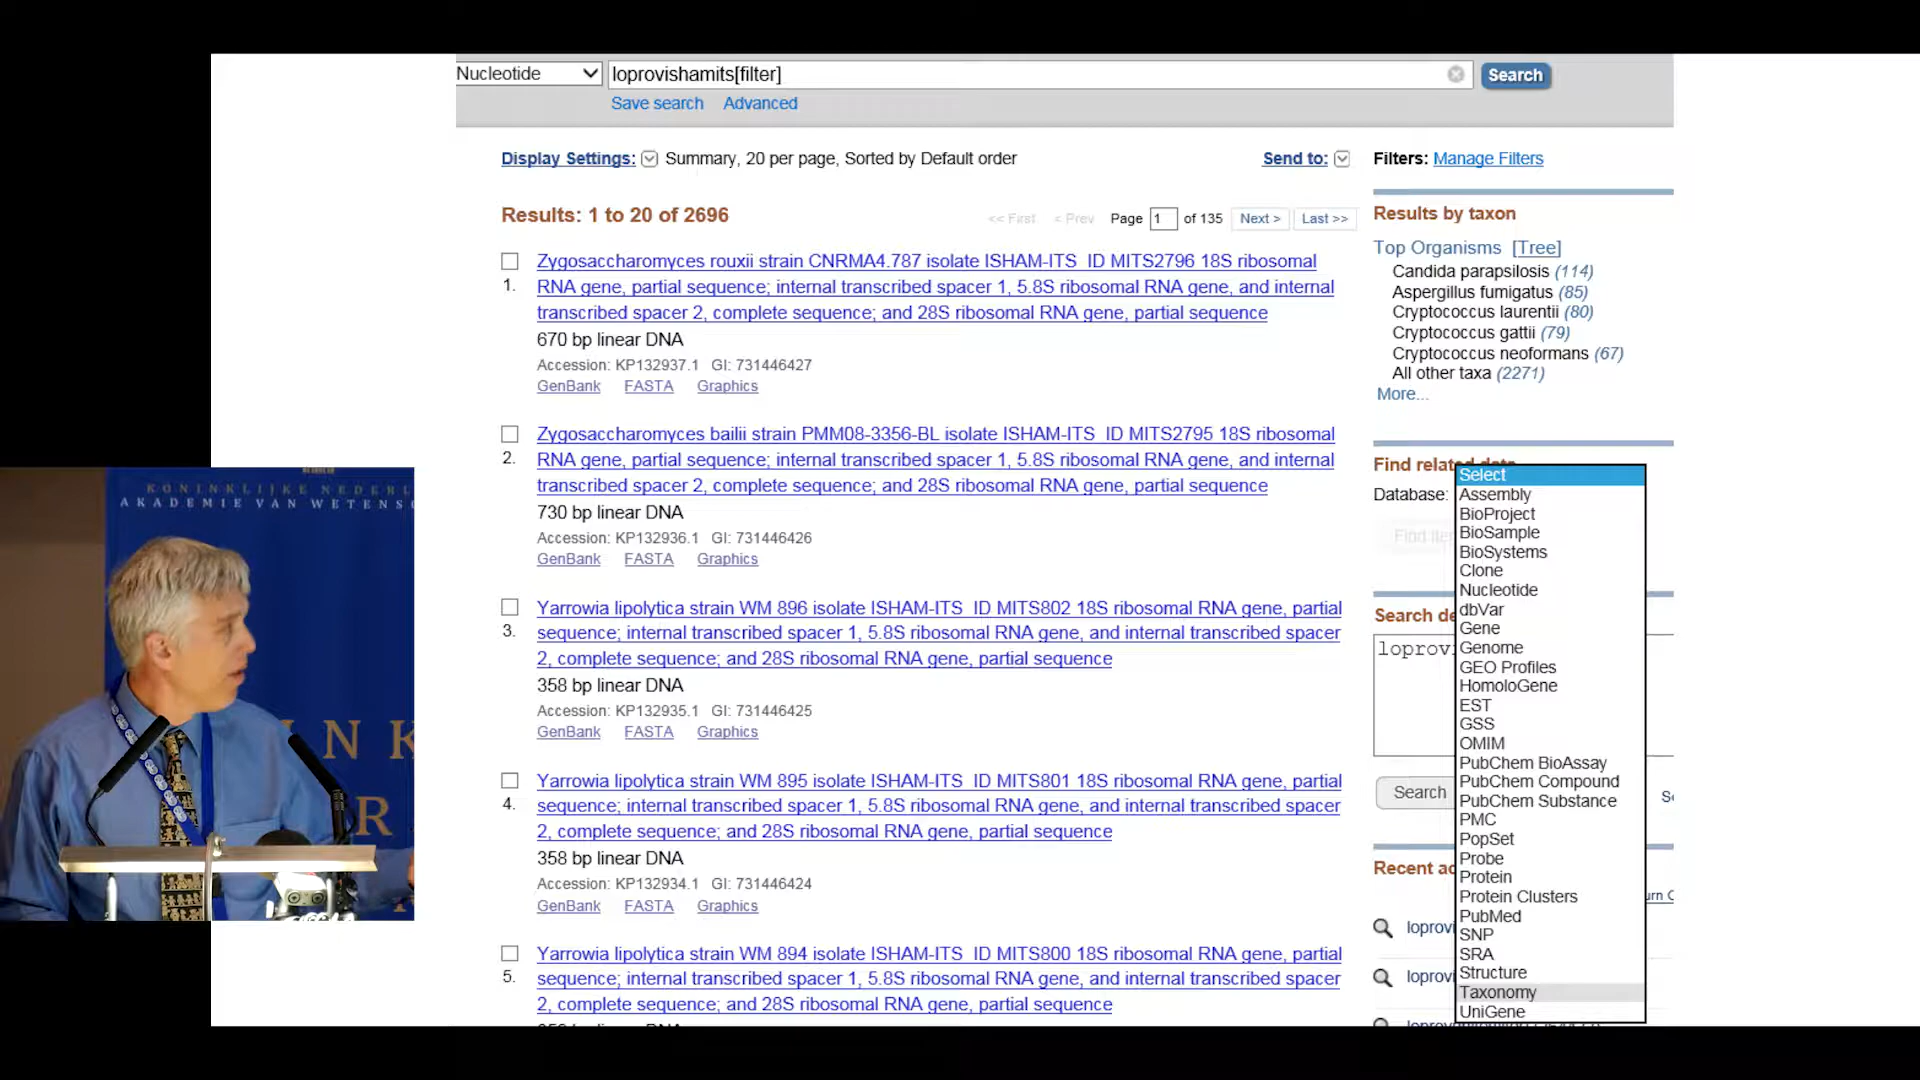 Nucleotide
loprovishamits[filter]
Search
Save search Advanced
Display Settings: Summary, 20 per page, Sorted by Default order
Send to:
Filters: Manage Filters
Results: 1 to 20 of 2696
<< First < Prev Page 1 of 135 Next > Last >>
1.
Zygosaccharomyces rouxii strain CNRMA4.787 isolate ISHAM-ITS_ID MITS2796 18S ribosomal
RNA gene, partial sequence; internal transcribed spacer 1, 5.8S ribosomal RNA gene, and internal
transcribed spacer 2, complete sequence; and 28S ribosomal RNA gene, partial sequence
670 bp linear DNA
Accession: KP132937.1 GI: 731446427
GenBank FASTA Graphics
2.
Zygosaccharomyces bailii strain PMM08-3356-BL isolate ISHAM-ITS_ID MITS2795 18S ribosomal
RNA gene, partial sequence; internal transcribed spacer 1, 5.8S ribosomal RNA gene, and internal
transcribed spacer 2, complete sequence; and 28S ribosomal RNA gene, partial sequence
730 bp linear DNA
Accession: KP132936.1 GI: 731446426
GenBank FASTA Graphics
3.
Yarrowia lipolytica strain WM 896 isolate ISHAM-ITS_ID MITS802 18S ribosomal RNA gene, partial
sequence; internal transcribed spacer 1, 5.8S ribosomal RNA gene, and internal transcribed spacer
2, complete sequence; and 28S ribosomal RNA gene, partial sequence
358 bp linear DNA
Accession: KP132935.1 GI: 731446425
GenBank FASTA Graphics
4.
Yarrowia lipolytica strain WM 895 isolate ISHAM-ITS_ID MITS801 18S ribosomal RNA gene, partial
sequence; internal transcribed spacer 1, 5.8S ribosomal RNA gene, and internal transcribed spacer
2, complete sequence; and 28S ribosomal RNA gene, partial sequence
358 bp linear DNA
Accession: KP132934.1 GI: 731446424
GenBank FASTA Graphics
5.
Yarrowia lipolytica strain WM 894 isolate ISHAM-ITS_ID MITS800 18S ribosomal RNA gene, partial
sequence; internal transcribed spacer 1, 5.8S ribosomal RNA gene, and internal transcribed spacer
2, complete sequence; and 28S ribosomal RNA gene, partial sequence
Results by taxon
Top Organisms [Tree]
Candida parapsilosis (114)
Aspergillus fumigatus (85)
Cryptococcus laurentii (80)
Cryptococcus gattii (79)
Cryptococcus neoformans (67)
All other taxa (2271)
More...
Find related data
Database:
Select
Assembly
BioProject
BioSample
BioSystems
Clone
Nucleotide
dbVar
Gene
Genome
GEO Profiles
HomoloGene
EST
GSS
OMIM
PubChem BioAssay
PubChem Compound
PubChem Substance
PMC
PopSet
Probe
Protein
Protein Clusters
PubMed
SNP
SRA
Structure
Taxonomy
UniGene
Find ite
Search de
loprovi
Search
Se
Recent ac
urn C
loprovi
loprovi
KONINKLIJKE NEDERL
AKADEMIE VAN WETENSC
INK
R